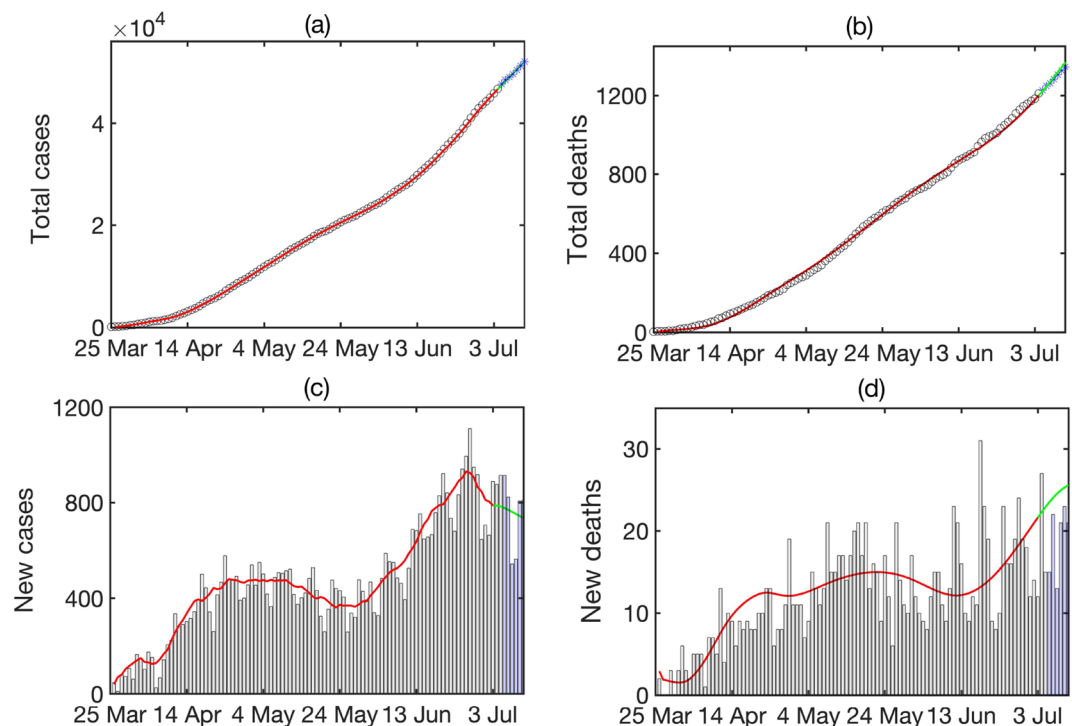 (a)
×10⁴
4
2
0
Total cases
25 Mar 14 Apr 4 May 24 May 13 Jun 3 Jul
(b)
1200
800
400
0
Total deaths
25 Mar 14 Apr 4 May 24 May 13 Jun 3 Jul
(c)
1200
800
400
0
New cases
25 Mar 14 Apr 4 May 24 May 13 Jun 3 Jul
(d)
30
20
10
0
New deaths
25 Mar 14 Apr 4 May 24 May 13 Jun 3 Jul